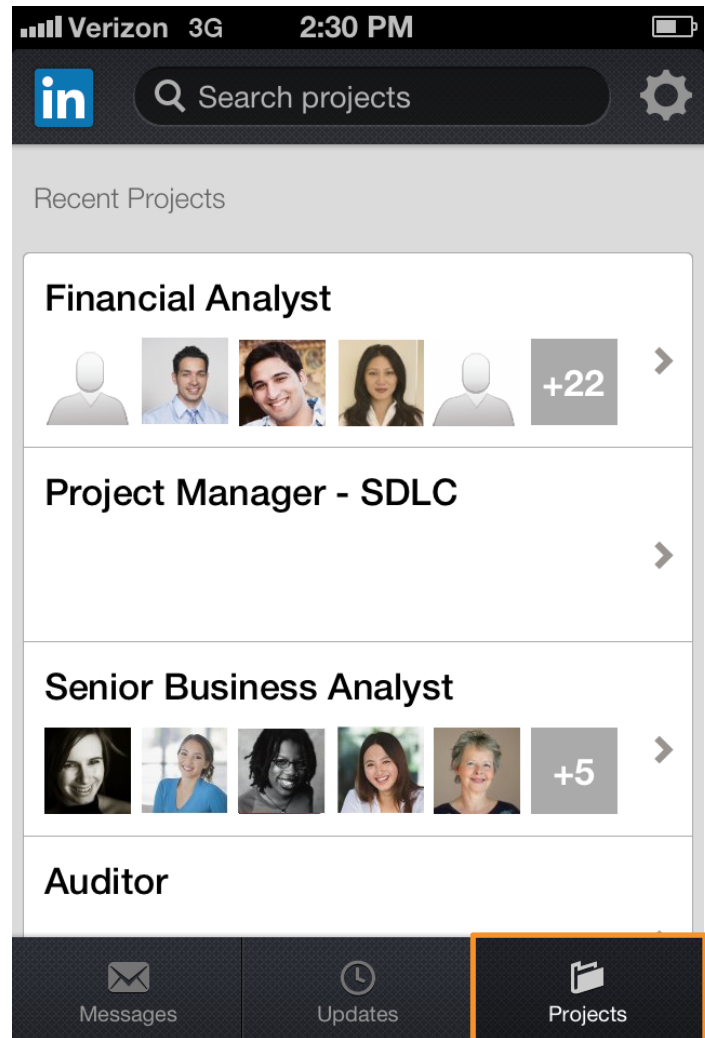 Verizon 3G 2:30 PM
in Search projects
Recent Projects
Financial Analyst
+22
Project Manager - SDLC
Senior Business Analyst
+5
Auditor
Messages Updates Projects